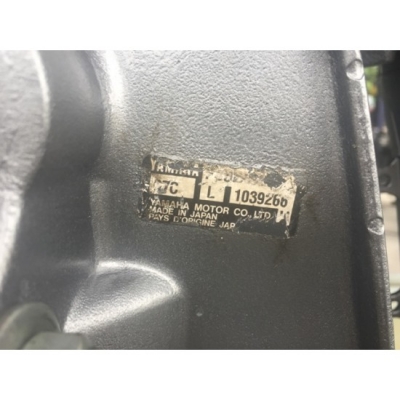 YAMAHA
L 1039266
YAMAHA MOTOR CO., LTD.
MADE IN JAPAN
PAYS D'ORIGINE JAP